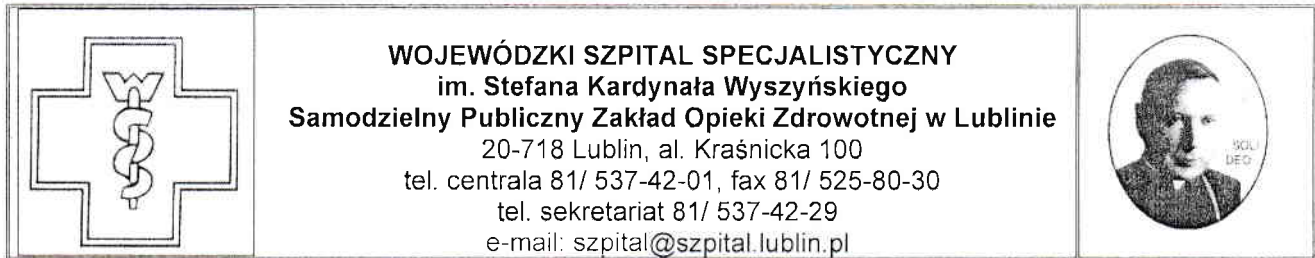 WOJEWÓDZKI SZPITAL SPECJALISTYCZNY
im. Stefana Kardynała Wyszyńskiego
Samodzielny Publiczny Zakład Opieki Zdrowotnej w Lublinie
20-718 Lublin, al. Kraśnicka 100
tel. centrala 81/ 537-42-01, fax 81/ 525-80-30
tel. sekretariat 81/ 537-42-29
e-mail: szpital@szpital.lublin.pl
SOLI
DEO